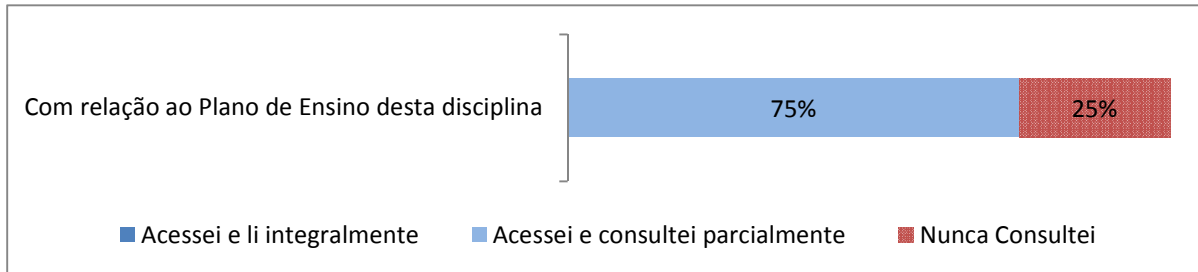 Com relação ao Plano de Ensino desta disciplina
75%
25%
Acessei e li integralmente
Acessei e consultei parcialmente
Nunca Consultei